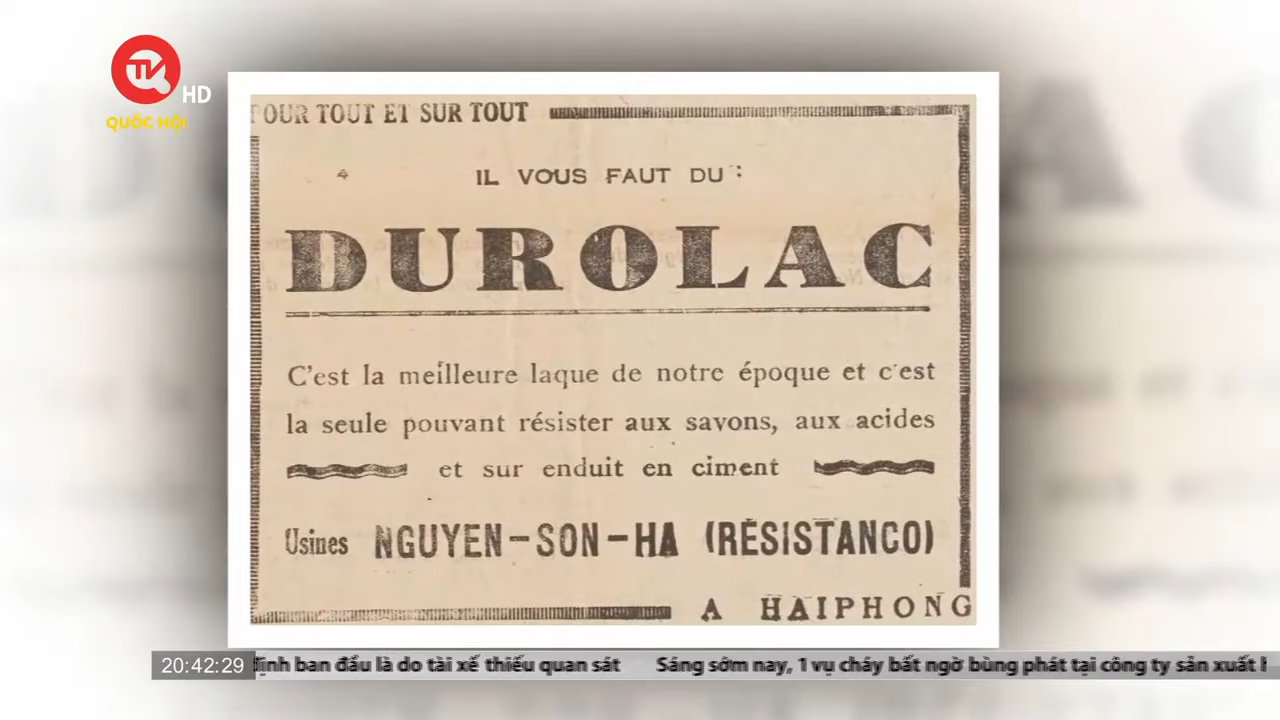 TV
HD
QUỐC HỘI
POUR TOUT ET SUR TOUT
IL VOUS FAUT DU :
DUROLAC
C'est la meilleure laque de notre époque et c'est
la seule pouvant résister aux savons, aux acides
et sur enduit en ciment
Usines NGUYEN-SON-HA (RÉSISTANCO)
A HAIPHONG
20:42:29 định ban đầu là do tài xế thiếu quan sát Sáng sớm nay, 1 vụ cháy bất ngờ bùng phát tại công ty sản xuất